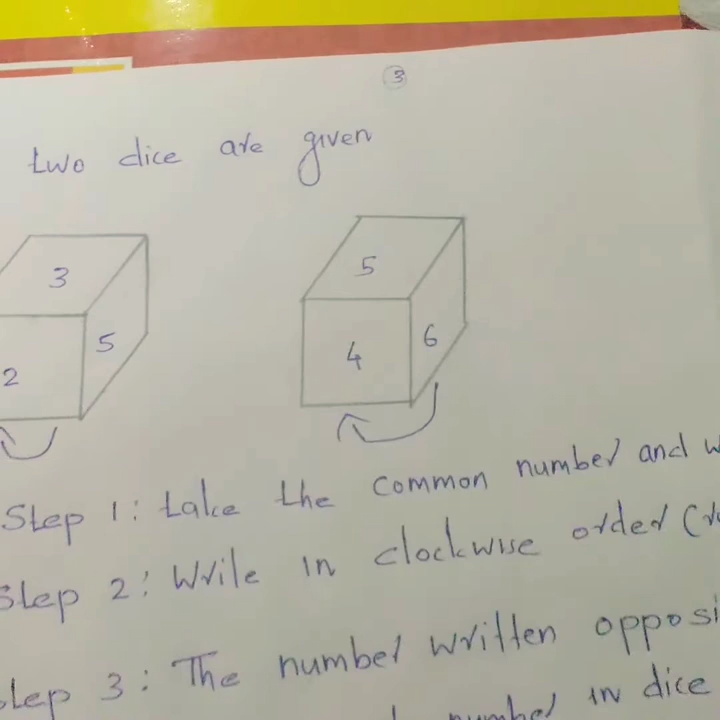 ③
two dice are given
3
5
2
5
4
6
Step 1: take the common number and
Step 2: Write in clockwise order
Step 3: The number written
number in dice